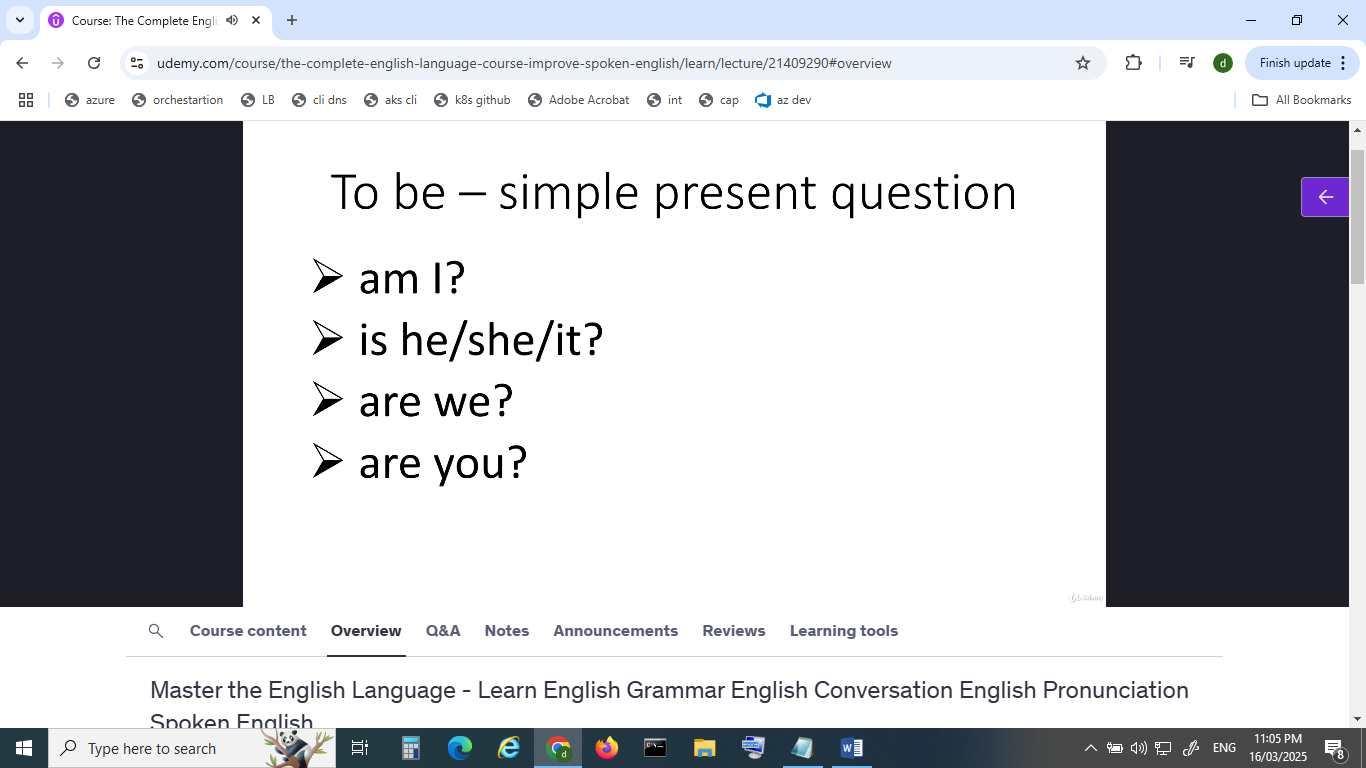 Course: The Complete Engli
udemy.com/course/the-complete-english-language-course-improve-spoken-english/learn/lecture/21409290#overview
d
Finish update
azure
orchestartion
LB
cli dns
aks cli
k8s github
Adobe Acrobat
int
cap
az dev
All Bookmarks
To be – simple present question
➢ am I?
➢ is he/she/it?
➢ are we?
➢ are you?
Udemy
Course content
Overview
Q&A
Notes
Announcements
Reviews
Learning tools
Master the English Language - Learn English Grammar English Conversation English Pronunciation
Spoken English
Type here to search
ENG
11:05 PM
16/03/2025
8